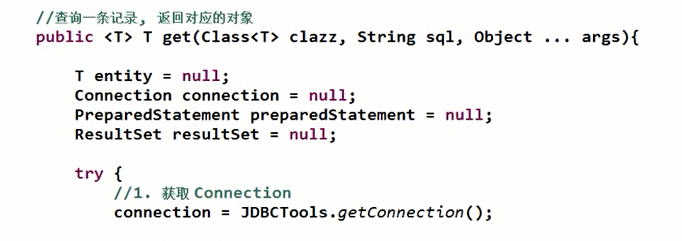 //查询一条记录, 返回对应的对象
public <T> T get(Class<T> clazz, String sql, Object ... args){
T entity = null;
Connection connection = null;
PreparedStatement preparedStatement = null;
ResultSet resultSet = null;
try {
//1. 获取 Connection
connection = JDBCTools.getConnection();